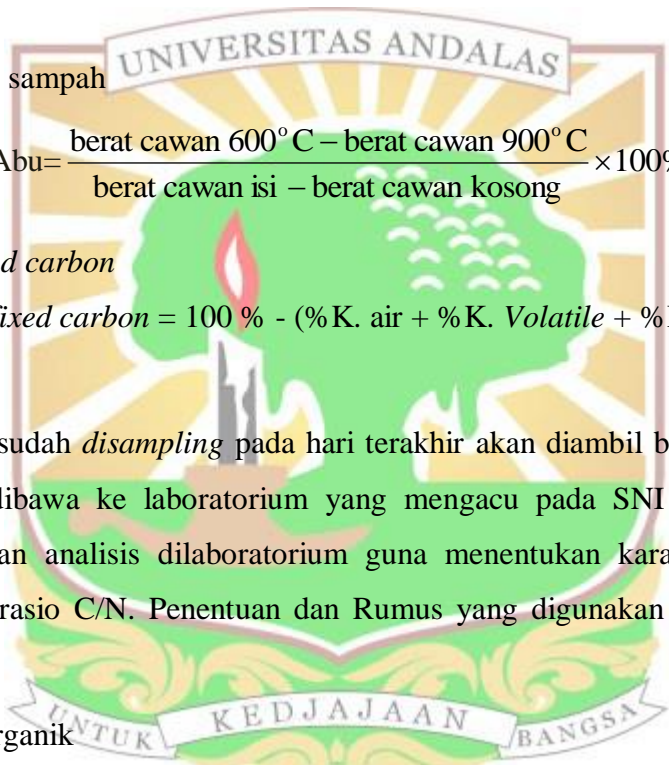 UNIVERSITAS ANDALAS
sampah
Abu= berat cawan 600°C – berat cawan 900°C / berat cawan isi – berat cawan kosong ×100%
d carbon
fixed carbon = 100 % - (%K. air + %K. Volatile + %
sudah disampling pada hari terakhir akan diambil b
dibawa ke laboratorium yang mengacu pada SNI
an analisis dilaboratorium guna menentukan kara
rasio C/N. Penentuan dan Rumus yang digunakan
UNTUK KEDJAJAAN BANGSA
rganik